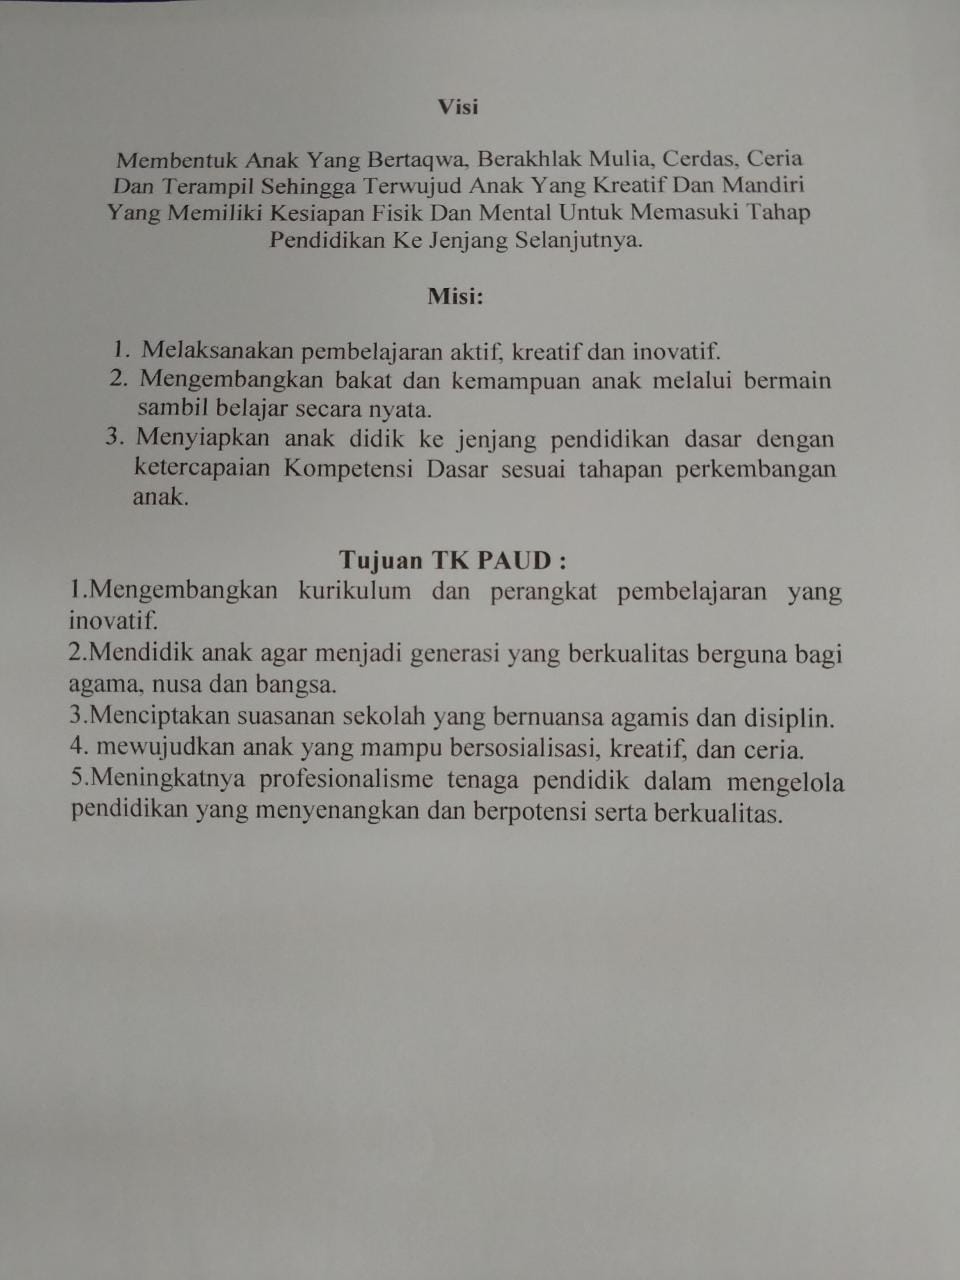 Visi
Membentuk Anak Yang Bertaqwa, Berakhlak Mulia, Cerdas, Ceria
Dan Terampil Sehingga Terwujud Anak Yang Kreatif Dan Mandiri
Yang Memiliki Kesiapan Fisik Dan Mental Untuk Memasuki Tahap
Pendidikan Ke Jenjang Selanjutnya.
Misi:
1. Melaksanakan pembelajaran aktif, kreatif dan inovatif.
2. Mengembangkan bakat dan kemampuan anak melalui bermain
sambil belajar secara nyata.
3. Menyiapkan anak didik ke jenjang pendidikan dasar dengan
ketercapaian Kompetensi Dasar sesuai tahapan perkembangan
anak.
Tujuan TK PAUD :
1.Mengembangkan kurikulum dan perangkat pembelajaran yang
inovatif.
2.Mendidik anak agar menjadi generasi yang berkualitas berguna bagi
agama, nusa dan bangsa.
3.Menciptakan suasanan sekolah yang bernuansa agamis dan disiplin.
4. mewujudkan anak yang mampu bersosialisasi, kreatif, dan ceria.
5.Meningkatnya profesionalisme tenaga pendidik dalam mengelola
pendidikan yang menyenangkan dan berpotensi serta berkualitas.